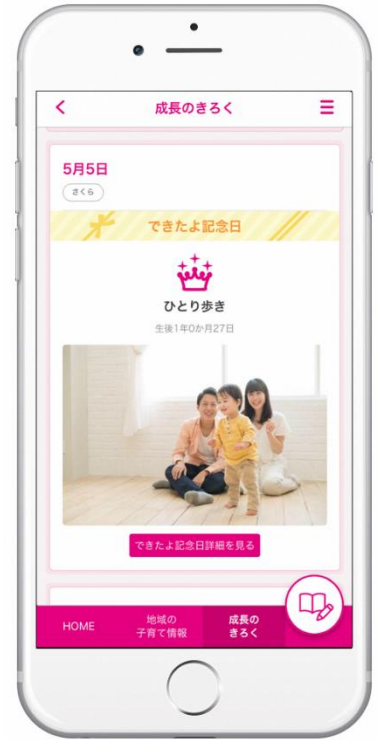 成長のきろく
5月5日
さくら
できたよ記念日
ひとり歩き
生後1年0か月27日
できたよ記念日詳細を見る
HOME
地域の
子育て情報
成長の
きろく